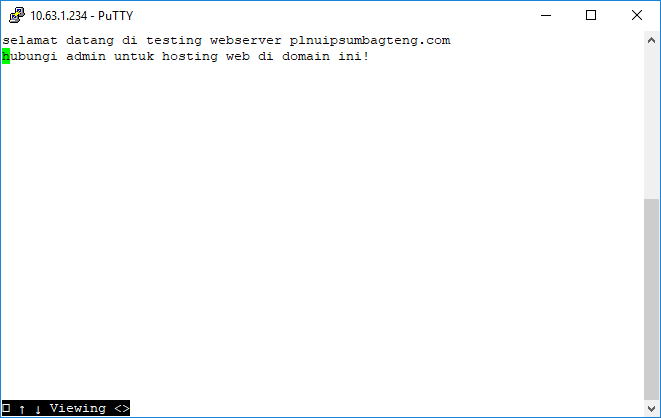 10.63.1.234 - PuTTY
selamat datang di testing webserver plnuipsumbagteng.com
hubungi admin untuk hosting web di domain ini!
↑ ↓ Viewing <>